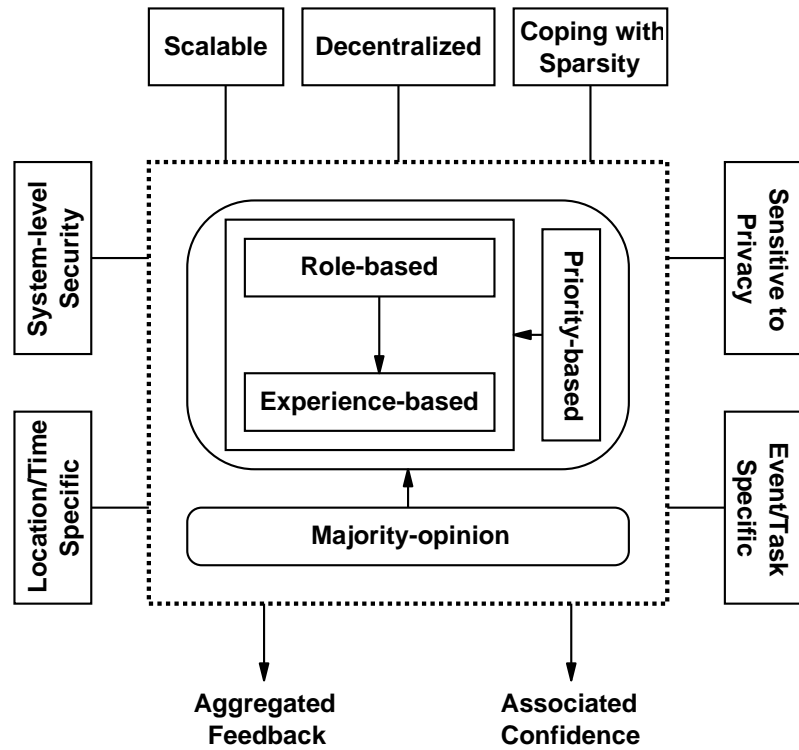 Scalable
Decentralized
Coping with
Sparsity
System-level
Security
Sensitive to
Privacy
Role-based
Priority-based
Experience-based
Location/Time
Specific
Event/Task
Specific
Majority-opinion
Aggregated
Feedback
Associated
Confidence